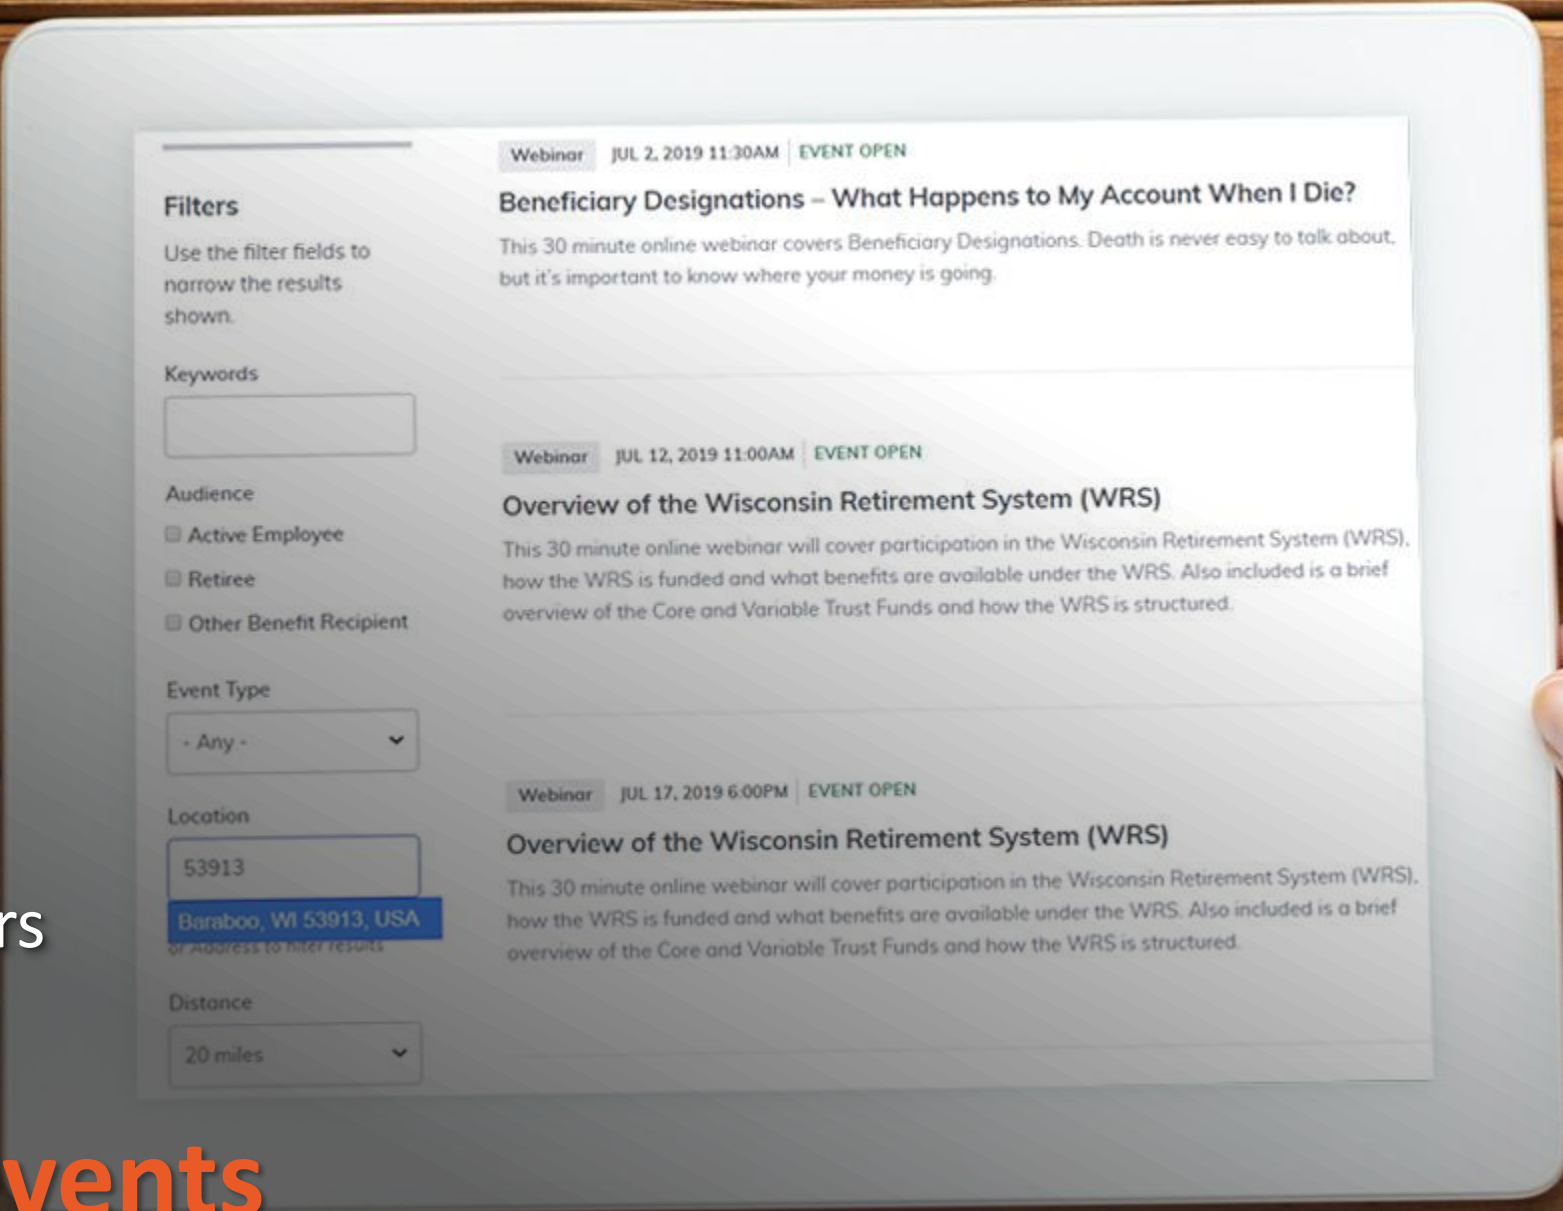 Filters
Use the filter fields to
narrow the results
shown.
Keywords
Audience
Active Employee
Retiree
Other Benefit Recipient
Event Type
- Any -
Location
53913
Baraboo, WI 53913, USA
or Address to filter results
Distance
20 miles
Webinar JUL 2, 2019 11:30AM EVENT OPEN
Beneficiary Designations – What Happens to My Account When I Die?
This 30 minute online webinar covers Beneficiary Designations. Death is never easy to talk about,
but it's important to know where your money is going.
Webinar JUL 12, 2019 11:00AM EVENT OPEN
Overview of the Wisconsin Retirement System (WRS)
This 30 minute online webinar will cover participation in the Wisconsin Retirement System (WRS),
how the WRS is funded and what benefits are available under the WRS. Also included is a brief
overview of the Core and Variable Trust Funds and how the WRS is structured.
Webinar JUL 17, 2019 6:00PM EVENT OPEN
Overview of the Wisconsin Retirement System (WRS)
This 30 minute online webinar will cover participation in the Wisconsin Retirement System (WRS),
how the WRS is funded and what benefits are available under the WRS. Also included is a brief
overview of the Core and Variable Trust Funds and how the WRS is structured.
rs
vents